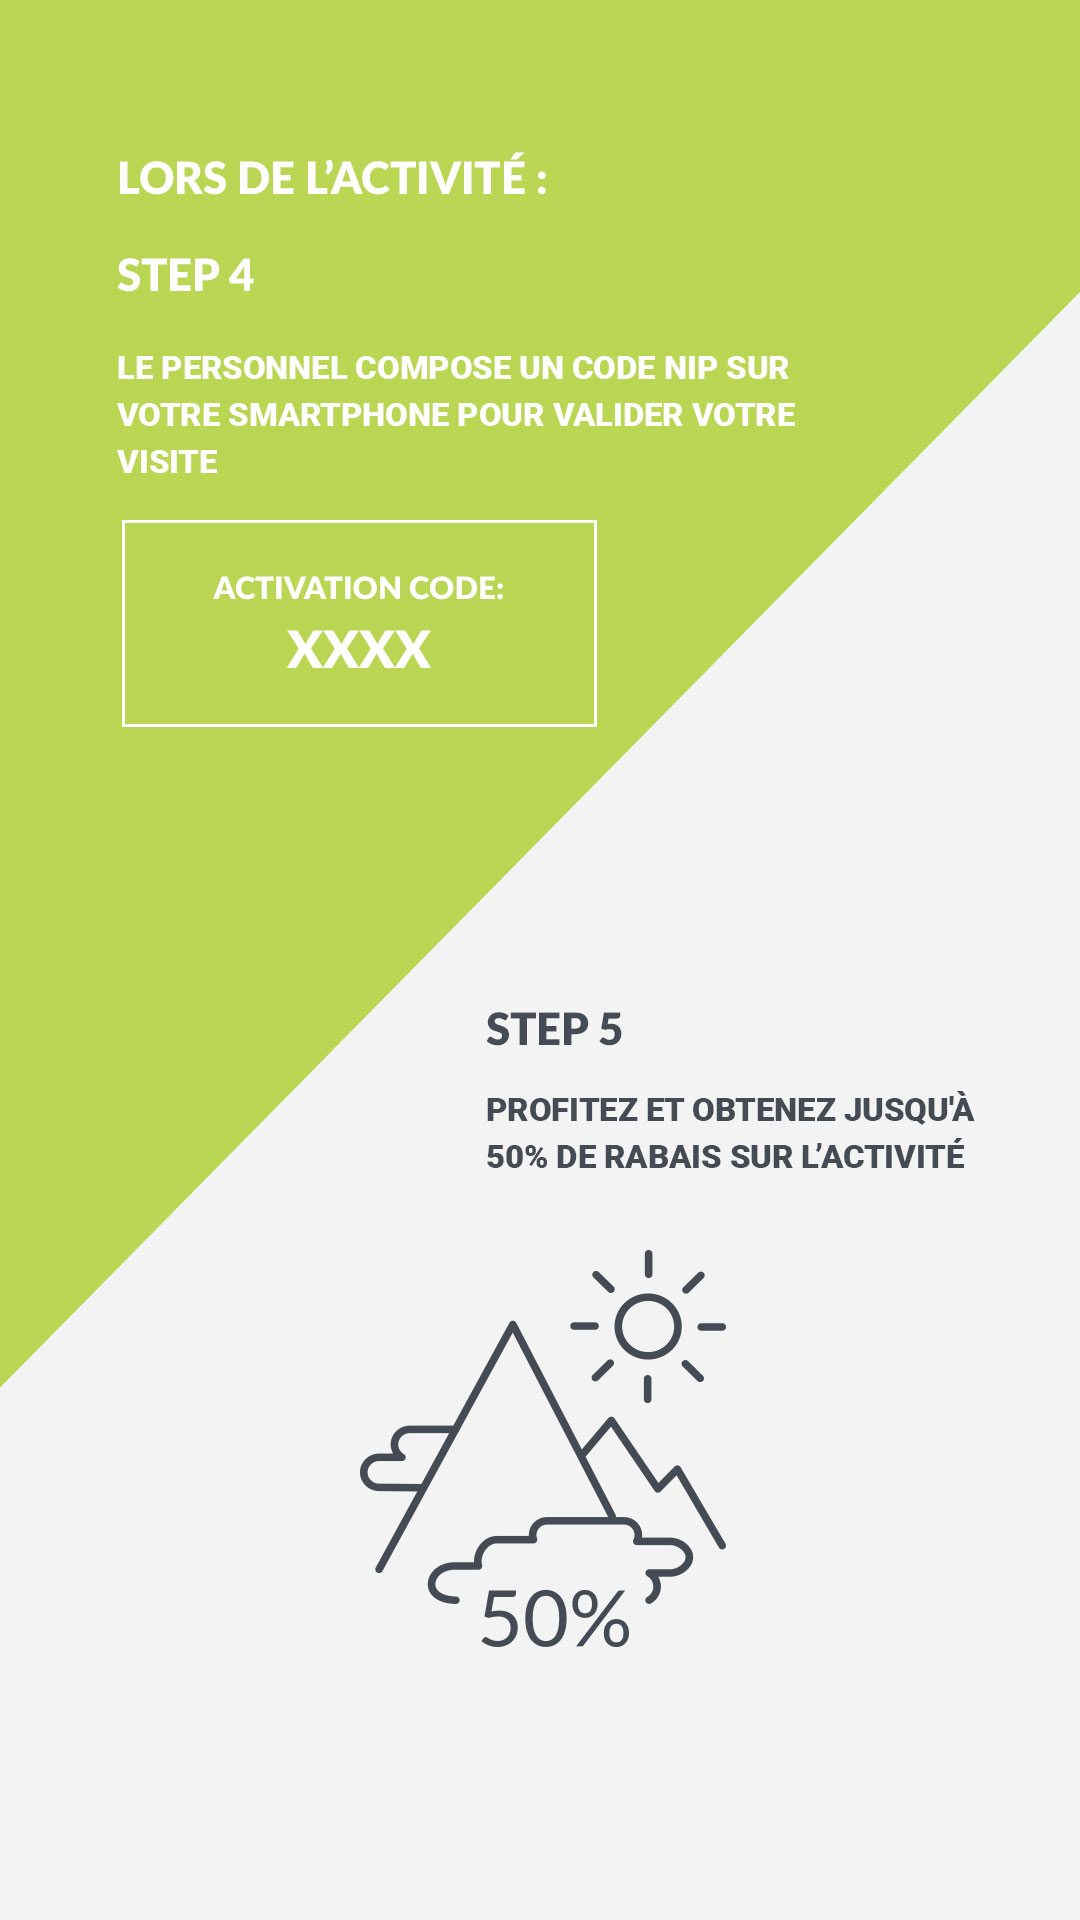 LORS DE L’ACTIVITÉ :
STEP 4
LE PERSONNEL COMPOSE UN CODE NIP SUR
VOTRE SMARTPHONE POUR VALIDER VOTRE
VISITE
ACTIVATION CODE:
XXXX
STEP 5
PROFITEZ ET OBTENEZ JUSQU'À
50% DE RABAIS SUR L’ACTIVITÉ
50%